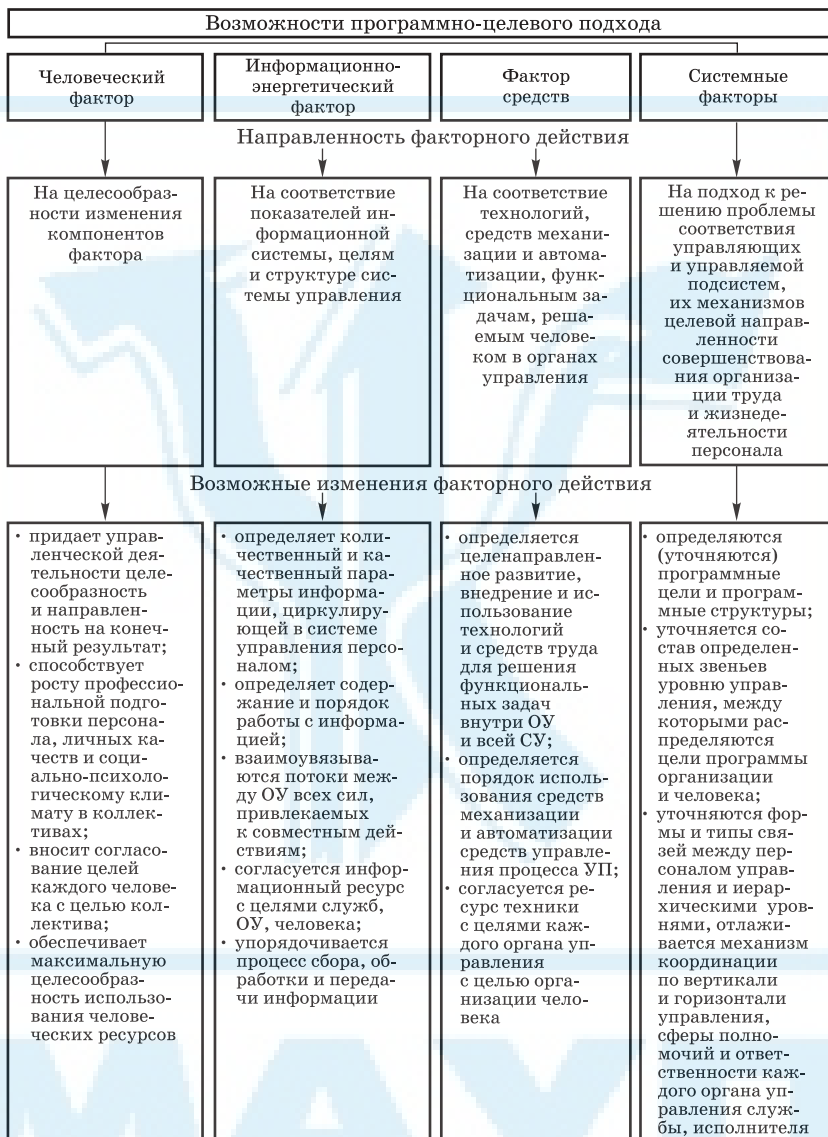 Возможности программно-целевого подхода
Человеческий
фактор
Информационно-
энергетический
фактор
Фактор
средств
Системные
факторы
Направленность факторного действия
На целесообраз-
ности изменения
компонентов
фактора
На соответствие
показателей ин-
формационной
системы, целям
и структуре сис-
темы управления
На соответствие
технологий,
средств механи-
зации и автома-
тизации, функ-
циональным за-
дачам, реша-
емым челове-
ком в органах
управления
На подход к ре-
шению проблемы
соответствия
управляющих
и управляемой
подсистем,
их механизмов
целевой направ-
ленности
совершенствова-
ния организа-
ции труда
и жизнеде-
ятельности
персонала
Возможные изменения факторного действия
· придает управ-
ленческой дея-
тельности целе-
сообразность
и направлен-
ность на конеч-
ный результат;
· способствует
росту профессио-
нальной подго-
товки персона-
ла, личных ка-
честв и соци-
ально-психоло-
гическому кли-
мату в коллек-
тивах;
· вносит согласо-
вание целей
каждого челове-
ка с целью кол-
лектива;
· обеспечивает
максимальную
целесообраз-
ность использо-
вания челове-
ческих ресурсов
· определяет коли-
чественный и ка-
чественный пара-
метры информа-
ции, циркулиру-
ющей в системе
управления персо-
налом;
· определяет содер-
жание и порядок
работы с информа-
цией;
· взаимоувязыва-
ются потоки меж-
ду ОУ всех сил,
привлекаемых
к совместным дей-
ствиям;
· согласуется инфор-
мационный ресурс
с целями служб,
ОУ, человека;
· упорядочивается
процесс сбора, об-
работки и переда-
чи информации
· определяется
целенаправлен-
ное развитие,
внедрение и ис-
пользование
технологий
и средств труда
для решения
функциональ-
ных задач
внутри ОУ
и всей СУ;
· определяется
порядок исполь-
зования средств
механизации
и автоматизации
средств управле-
ния процесса УП;
· согласуется ре-
сурс техники
с целями каж-
дого органа уп-
равления
с целью орга-
низации чело-
века
· определяются
(уточняются)
программные
цели и програм-
мные структуры;
· уточняется со-
став определен-
ных звеньев
уровню управ-
ления, между
которыми рас-
пределяются
цели программы
организации
и человека;
· уточняются фор-
мы и типы свя-
зей между пер-
соналом управ-
ления и иерар-
хическими уров-
нями, отлажи-
вается механизм
координации
по вертикали
и горизонтали
управления,
сферы полно-
мочий и ответ-
ственности каж-
дого органа уп-
равления служ-
бы, исполнителя